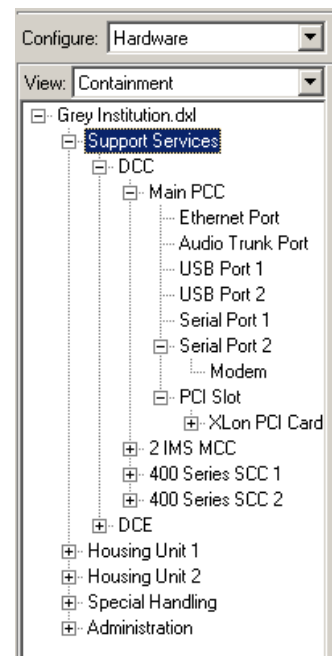 Configure: Hardware
View: Containment
Grey Institution.dxl
Support Services
DCC
Main PCC
Ethernet Port
Audio Trunk Port
USB Port 1
USB Port 2
Serial Port 1
Serial Port 2
Modem
PCI Slot
XLon PCI Card
2 IMS MCC
400 Series SCC 1
400 Series SCC 2
DCE
Housing Unit 1
Housing Unit 2
Special Handling
Administration